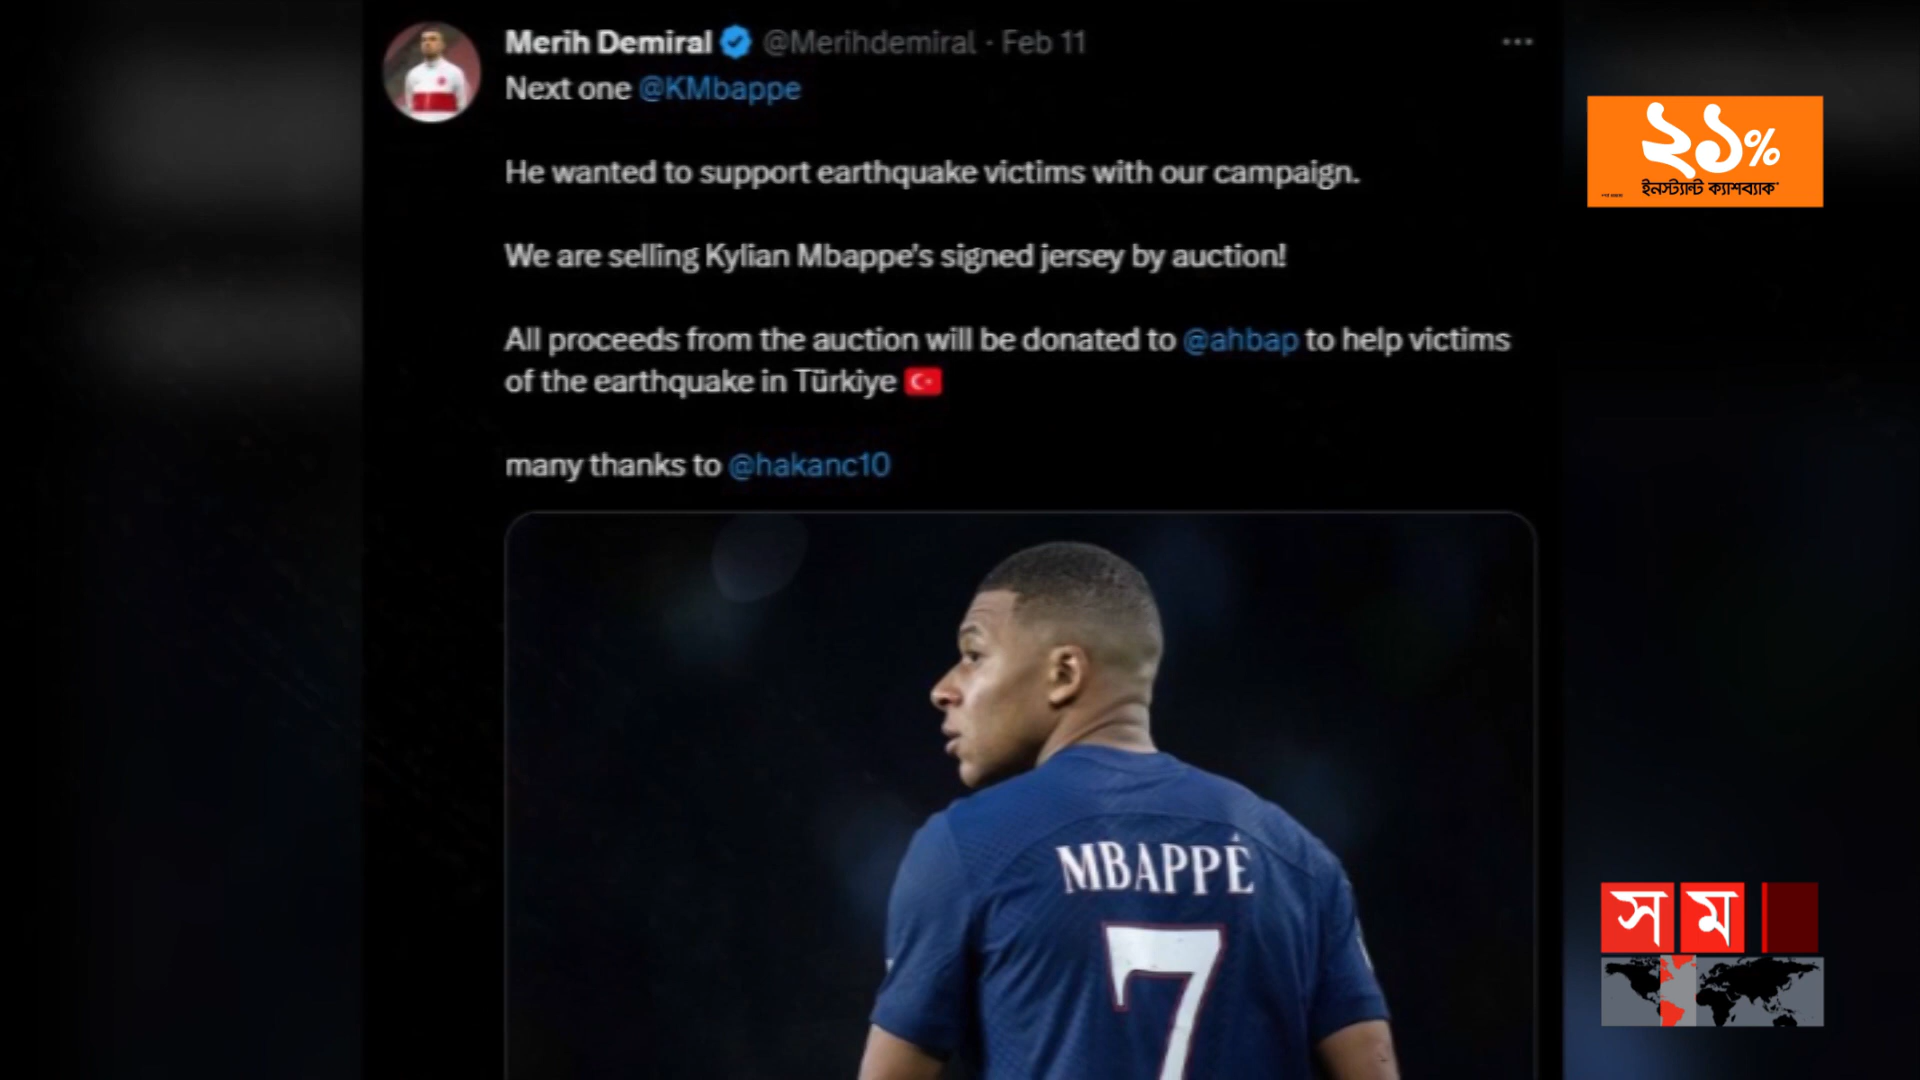 Merih Demiral @Merihdemiral · Feb 11
Next one @KMbappe
He wanted to support earthquake victims with our campaign.
We are selling Kylian Mbappe's signed jersey by auction!
All proceeds from the auction will be donated to @ahbap to help victims
of the earthquake in Türkiye
many thanks to @hakanc10
MBAPPÉ
7
২১%
ইনস্ট্যান্ট ক্যাশব্যাক*
সম